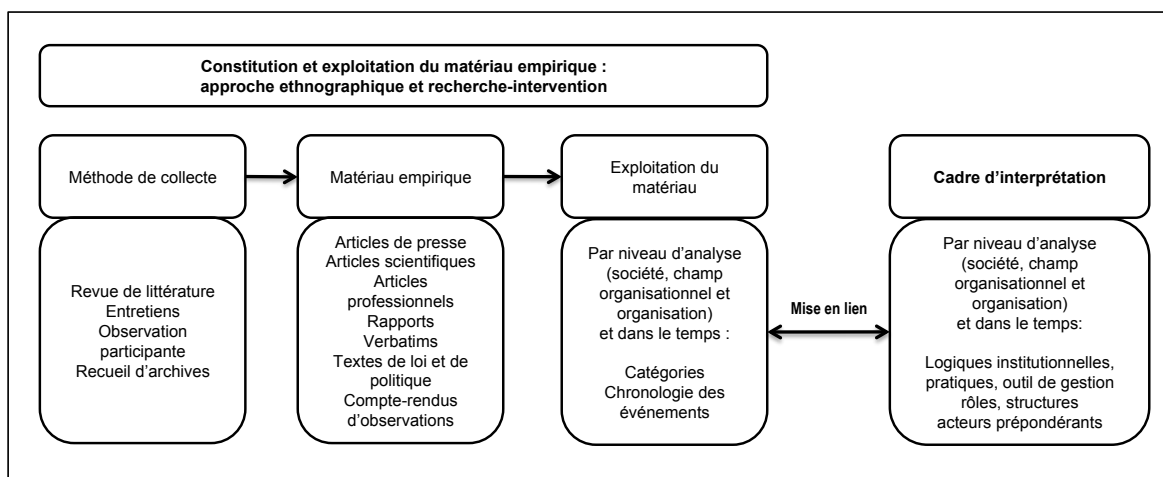 Constitution et exploitation du matériau empirique :
approche ethnographique et recherche-intervention
Méthode de collecte
Matériau empirique
Exploitation du
matériau
Cadre d’interprétation
Revue de littérature
Entretiens
Observation
participante
Recueil d’archives
Articles de presse
Articles scientifiques
Articles
professionnels
Rapports
Verbatims
Textes de loi et de
politique
Compte-rendus
d’observations
Par niveau d’analyse
(société, champ
organisationnel et
organisation)
et dans le temps :
Catégories
Chronologie des
événements
Mise en lien
Par niveau d’analyse
(société, champ
organisationnel et
organisation)
et dans le temps:
Logiques institutionnelles,
pratiques, outil de gestion
rôles, structures
acteurs prépondérants